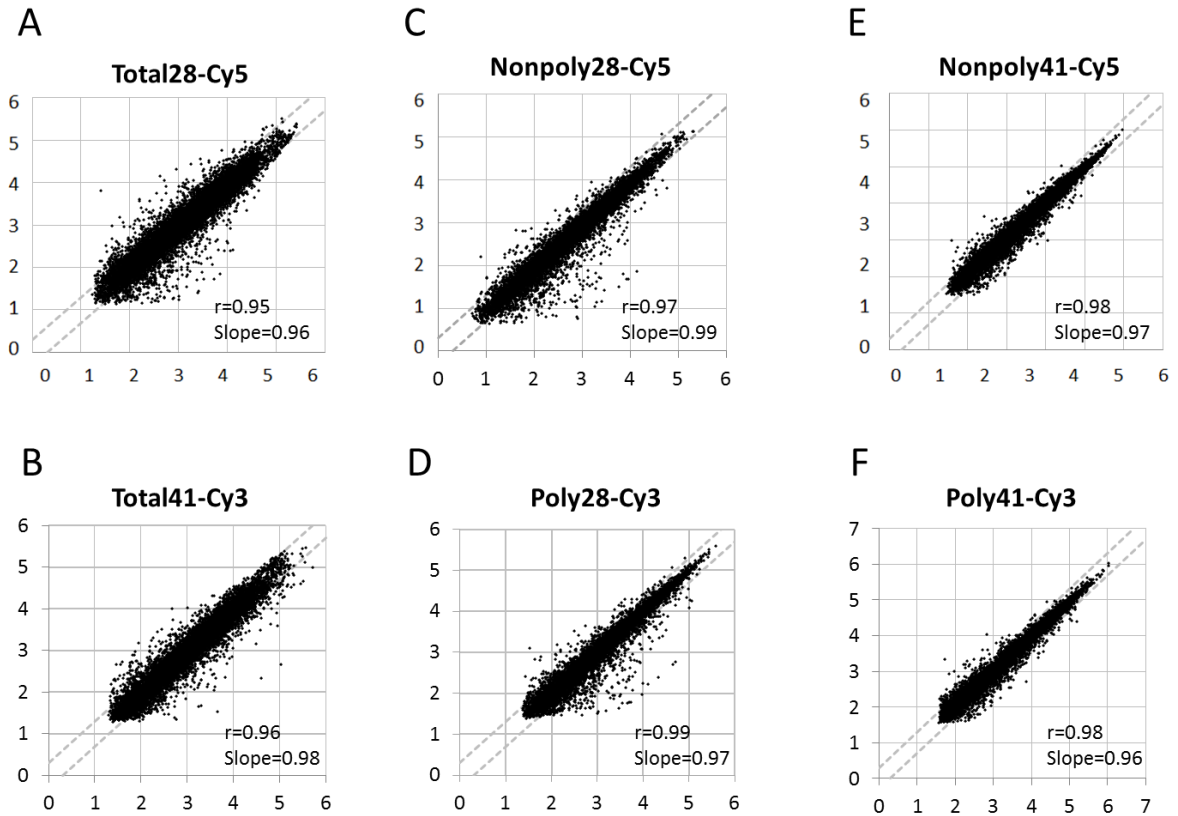 A
Total28-Cy5
6
5
4
3
2
1
0
r=0.95
Slope=0.96
0 1 2 3 4 5 6
C
Nonpoly28-Cy5
6
5
4
3
2
1
0
r=0.97
Slope=0.99
0 1 2 3 4 5 6
E
Nonpoly41-Cy5
6
5
4
3
2
1
0
r=0.98
Slope=0.97
0 1 2 3 4 5 6
B
Total41-Cy3
6
5
4
3
2
1
0
r=0.96
Slope=0.98
0 1 2 3 4 5 6
D
Poly28-Cy3
6
5
4
3
2
1
0
r=0.99
Slope=0.97
0 1 2 3 4 5 6
F
Poly41-Cy3
7
6
5
4
3
2
1
0
r=0.98
Slope=0.96
0 1 2 3 4 5 6 7